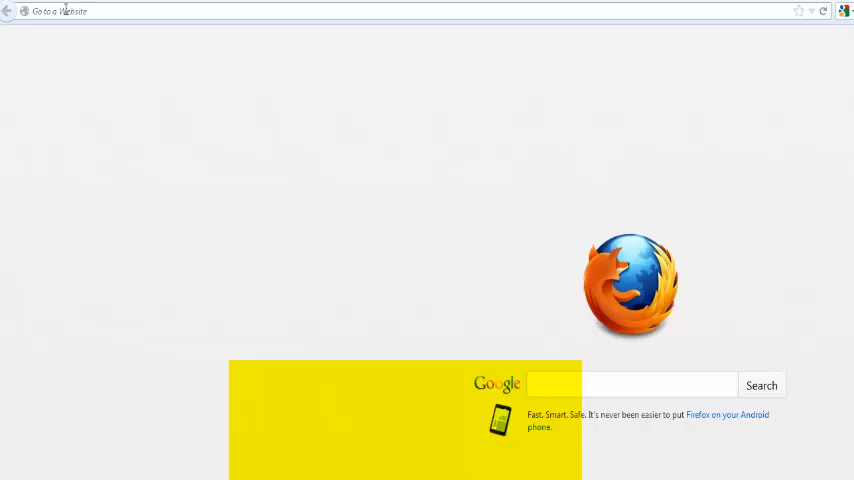 Go to a Website
Google
Search
Fast. Smart. Safe. It's never been easier to put Firefox on your Android
phone.